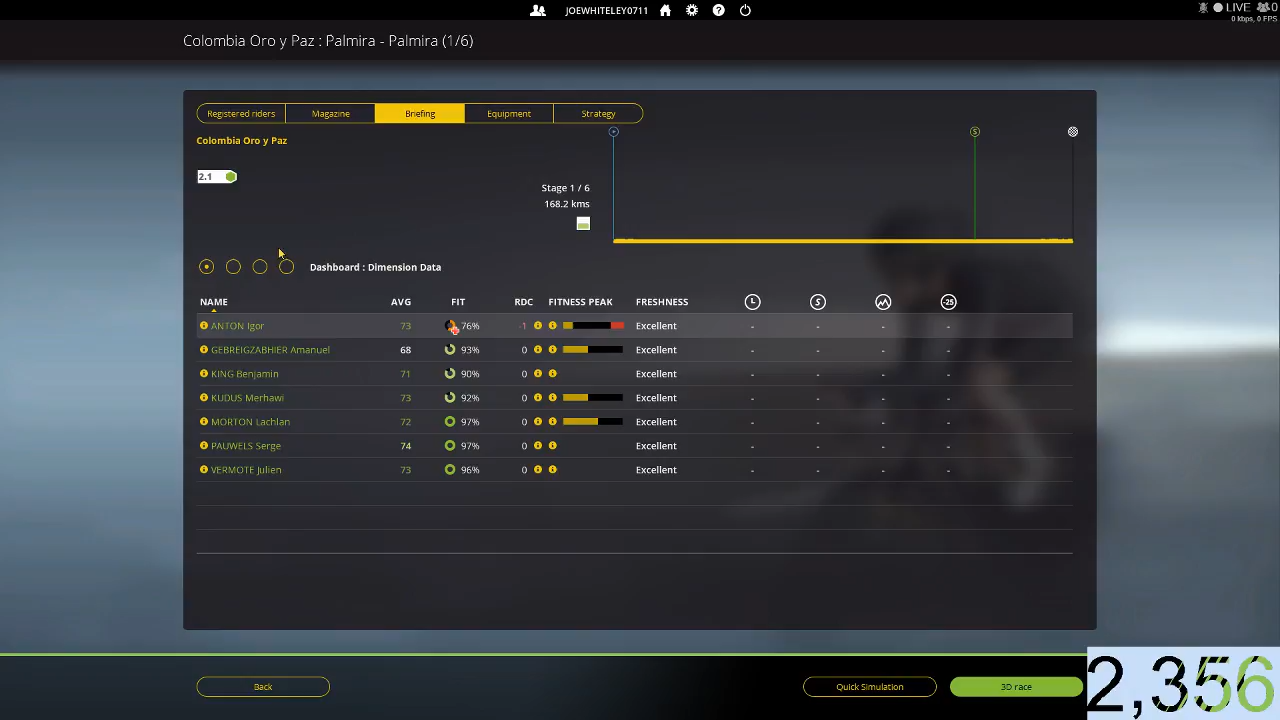 JOEWHITELEY0711
LIVE 0
0 kbps, 0 FPS
Colombia Oro y Paz : Palmira - Palmira (1/6)
Registered riders Magazine Briefing Equipment Strategy
Colombia Oro y Paz
2.1
Stage 1 / 6
168.2 kms
S
Dashboard : Dimension Data
NAME AVG FIT RDC FITNESS PEAK FRESHNESS S -25
ANTON Igor 73 76% -1 Excellent - - - -
GEBREIGZABHIER Amanuel 68 93% 0 Excellent - - - -
KING Benjamin 71 90% 0 Excellent - - - -
KUDUS Merhawi 73 92% 0 Excellent - - - -
MORTON Lachlan 72 97% 0 Excellent - - - -
PAUWELS Serge 74 97% 0 Excellent - - - -
VERMOTE Julien 73 96% 0 Excellent - - - -
Back Quick Simulation 3D race
2,356